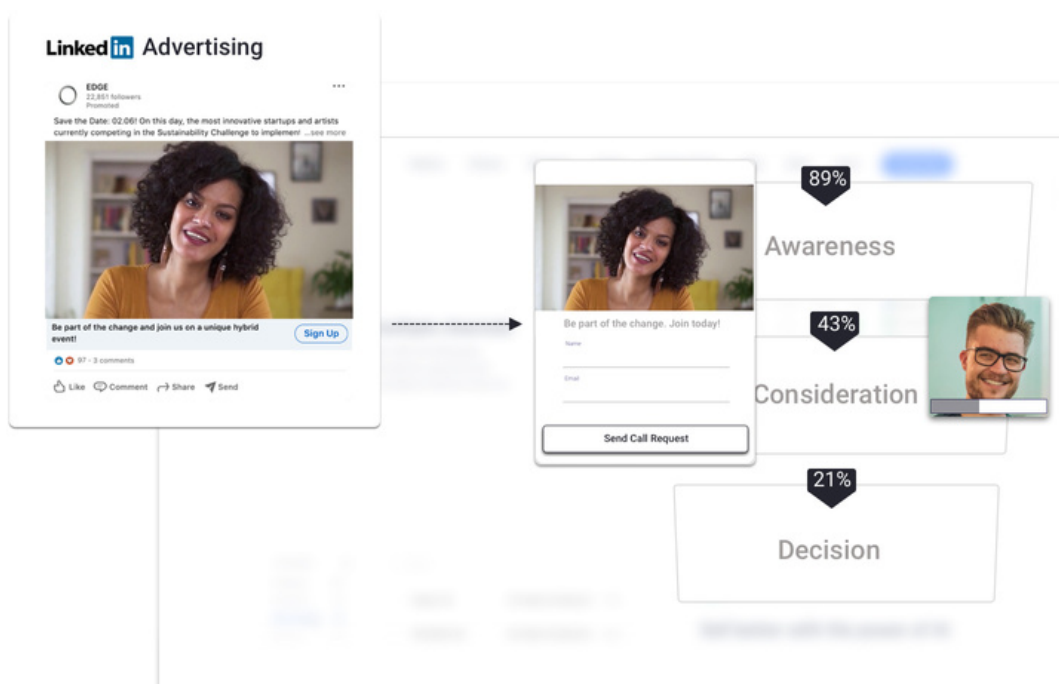 Linked in Advertising
EDGE
22,851 followers
Promoted
Save the Date: 02.06! On this day, the most innovative startups and artists
currently competing in the Sustainability Challenge to implement ...see more
Be part of the change and join us on a unique hybrid
event!
Sign Up
97 - 3 comments
Like Comment Share Send
Be part of the change. Join today!
Name
Email
Send Call Request
89%
Awareness
43%
Consideration
21%
Decision